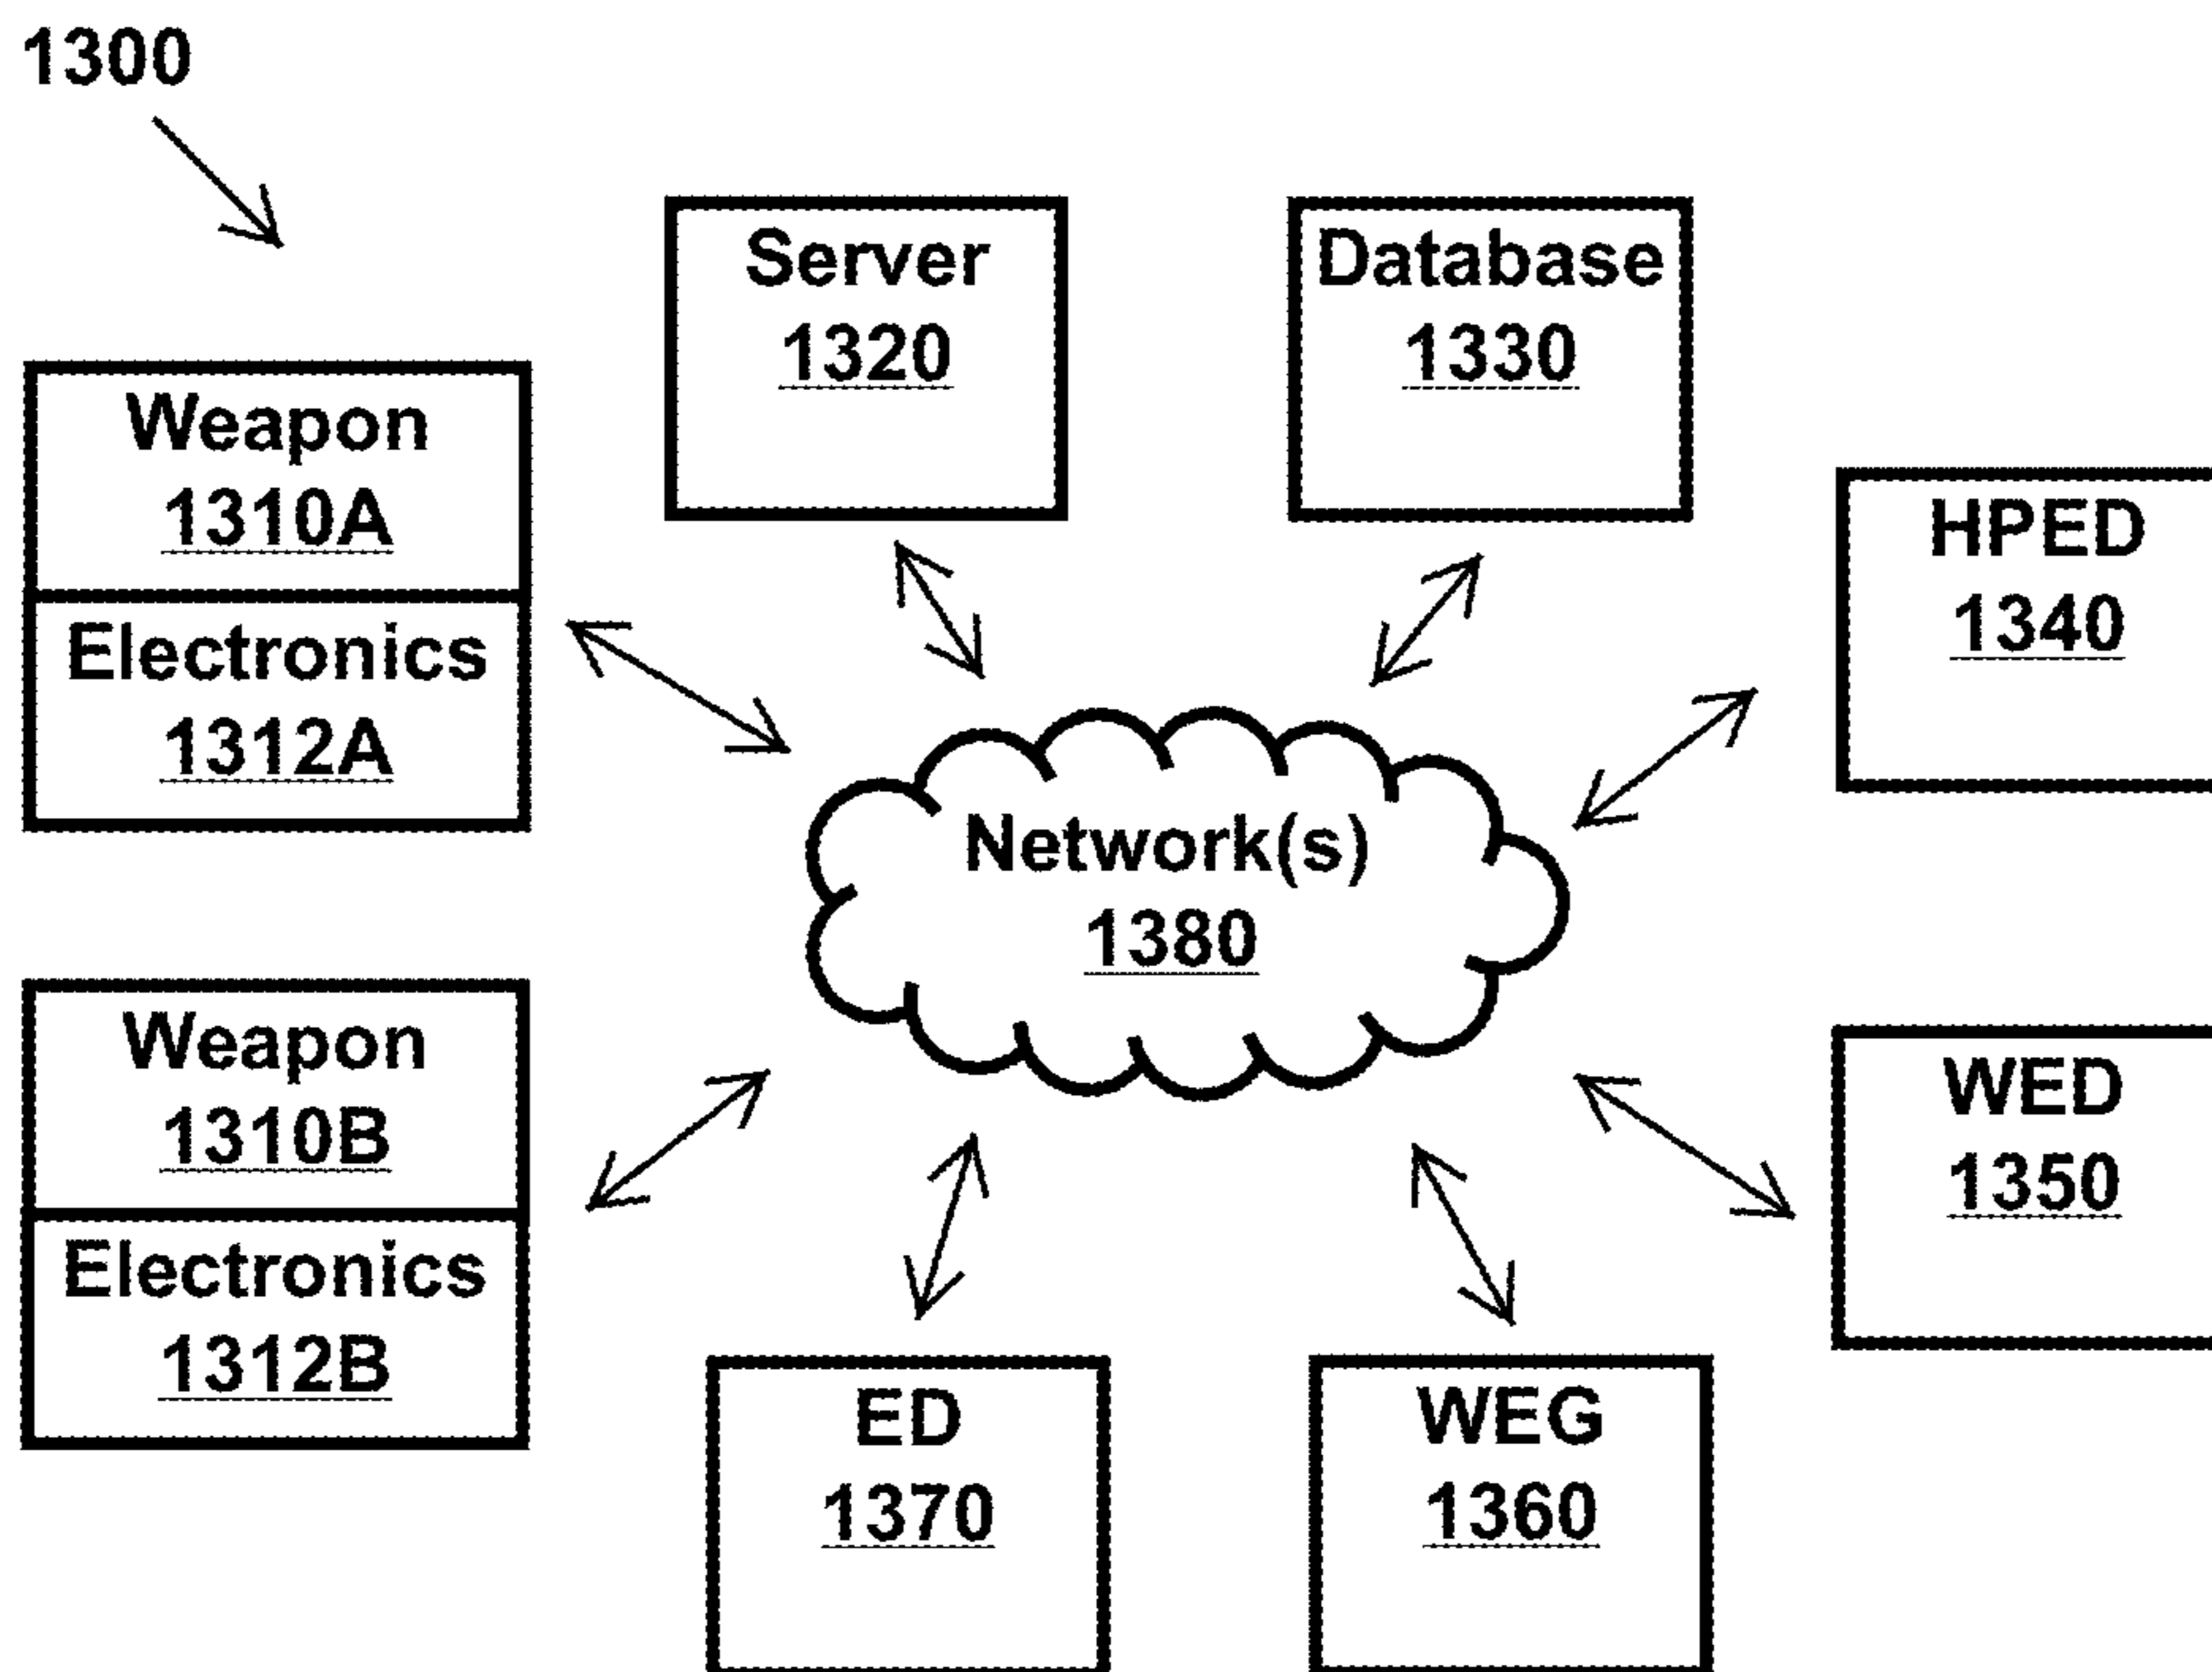 1300
Server
1320
Database
1330
Weapon
1310A
Electronics
1312A
HPED
1340
Network(s)
1380
Weapon
1310B
Electronics
1312B
WED
1350
ED
1370
WEG
1360